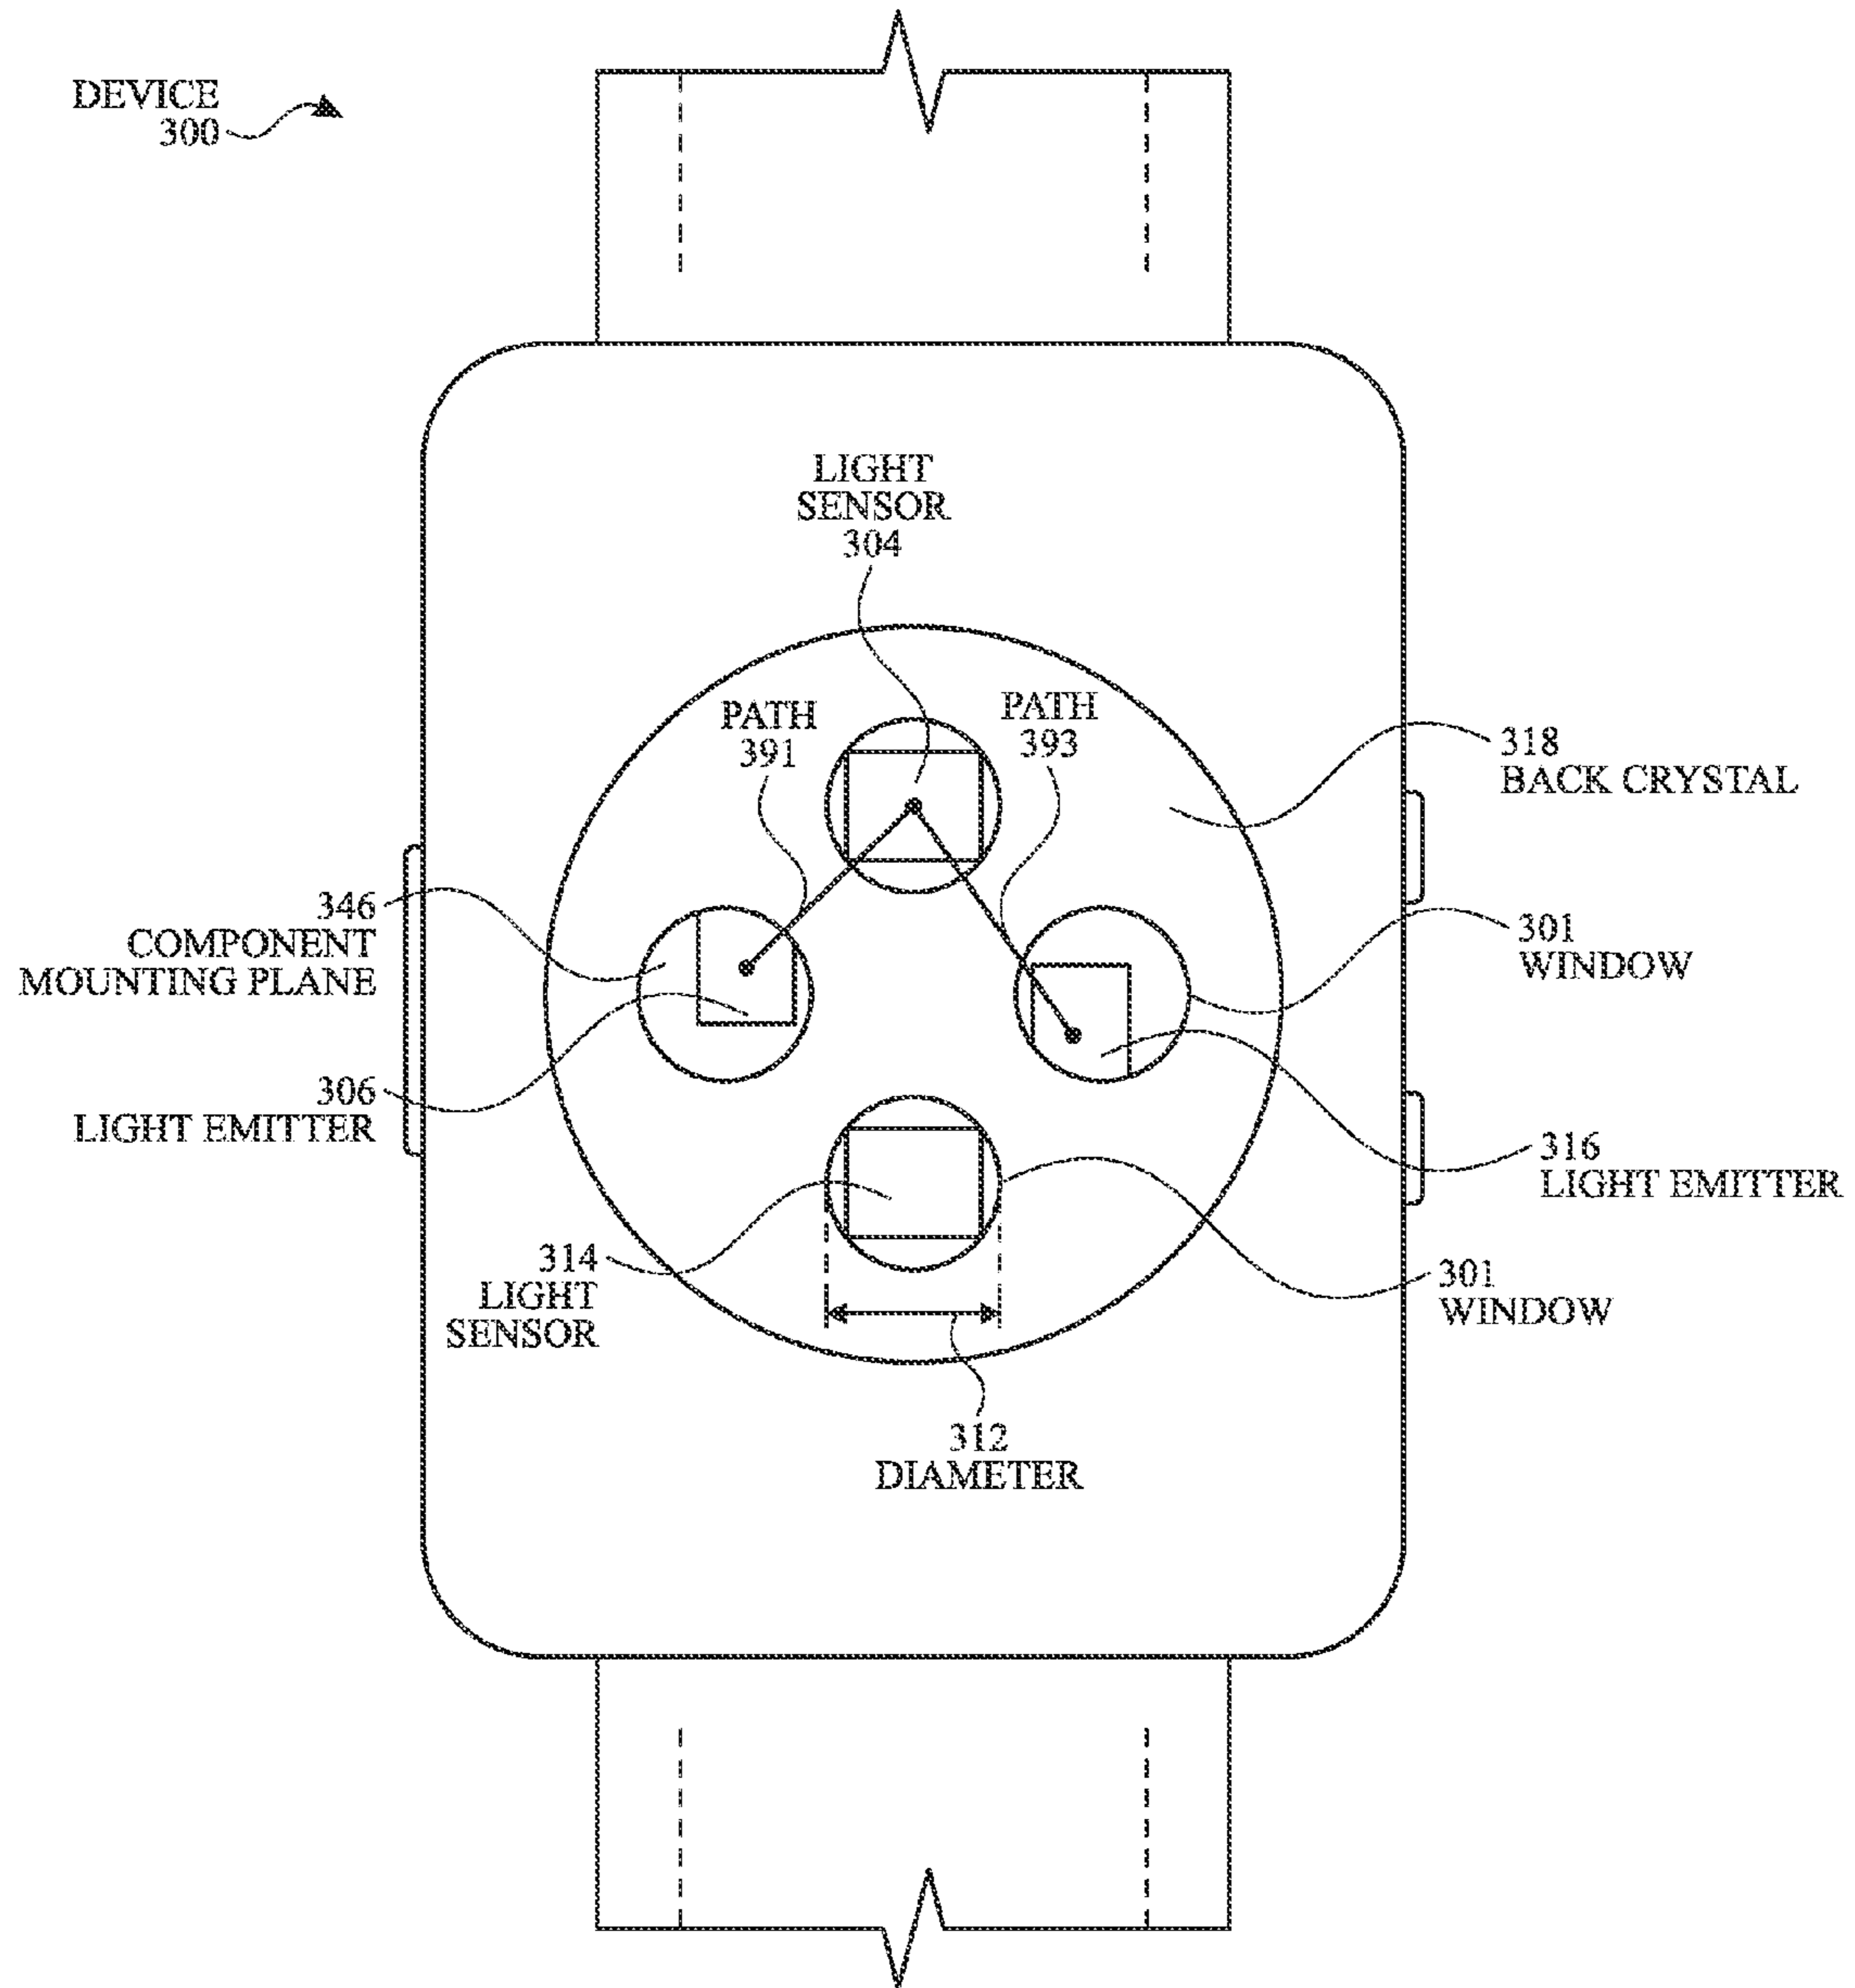 DEVICE
300
LIGHT
SENSOR
304
PATH
391
PATH
393
318
BACK CRYSTAL
346
COMPONENT
MOUNTING PLANE
301
WINDOW
306
LIGHT EMITTER
316
LIGHT EMITTER
314
LIGHT
SENSOR
301
WINDOW
312
DIAMETER